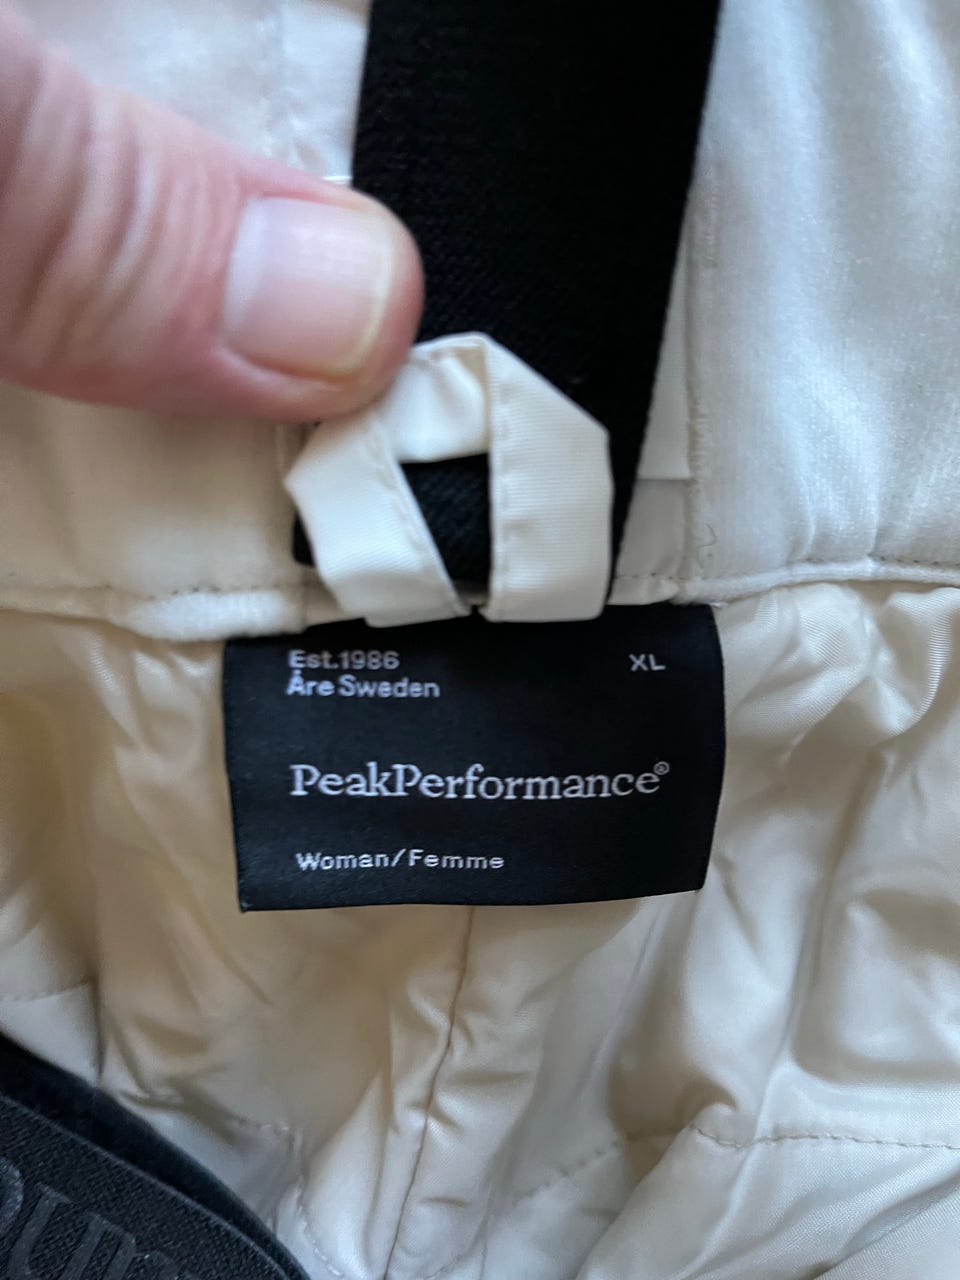 Est.1986
XL
Åre Sweden
PeakPerformance®
Woman/Femme